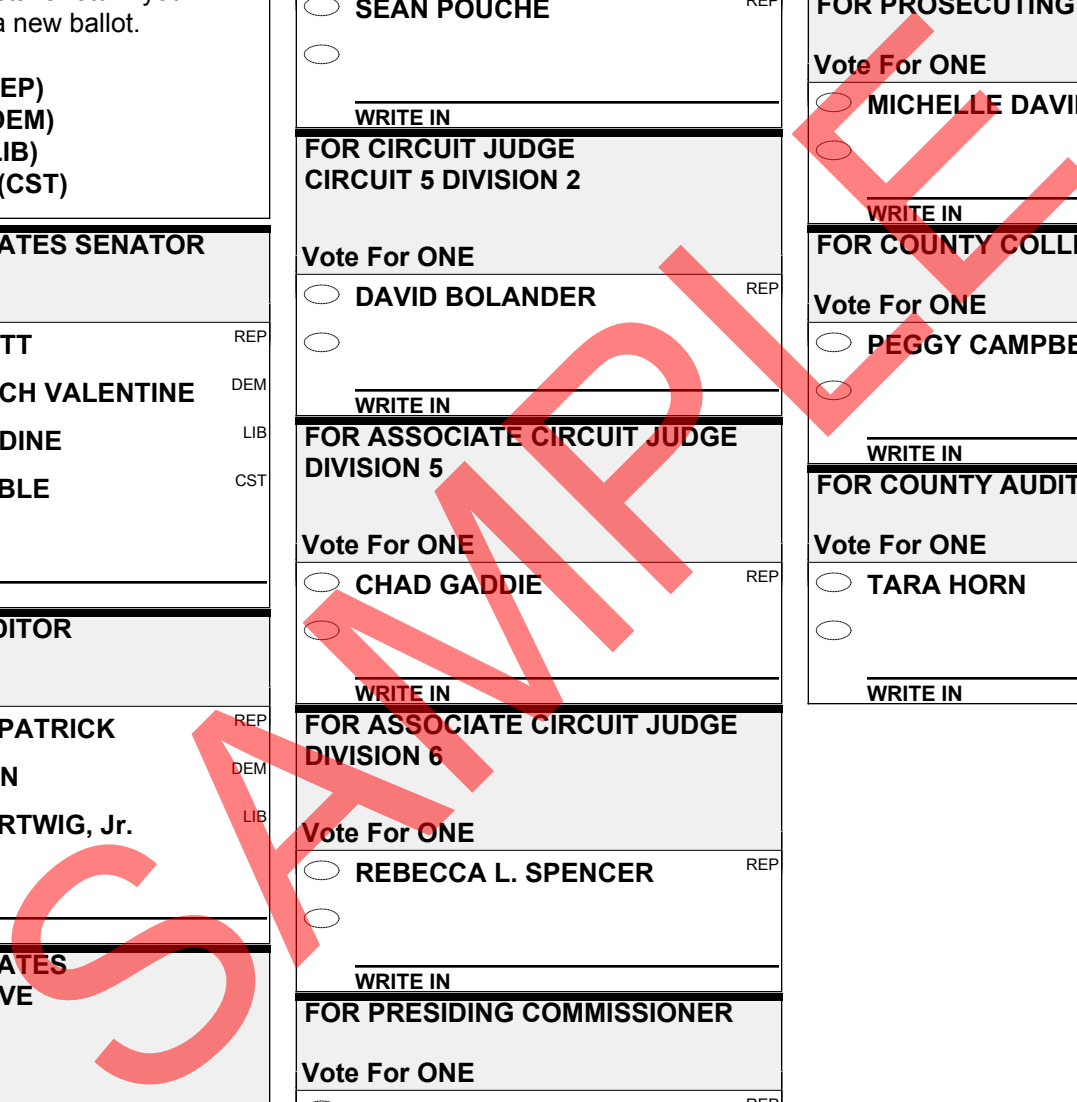 a new ballot.
EP)
DEM)
IB)
(CST)
ATES SENATOR
TT REP
CH VALENTINE DEM
DINE LIB
BLE CST
DITOR
PATRICK REP
N DEM
RTWIG, Jr. LIB
ATES
VE
SEAN POUCHE REP
WRITE IN
FOR CIRCUIT JUDGE
CIRCUIT 5 DIVISION 2
Vote For ONE
DAVID BOLANDER REP
WRITE IN
FOR ASSOCIATE CIRCUIT JUDGE
DIVISION 5
Vote For ONE
CHAD GADDIE REP
WRITE IN
FOR ASSOCIATE CIRCUIT JUDGE
DIVISION 6
Vote For ONE
REBECCA L. SPENCER REP
WRITE IN
FOR PRESIDING COMMISSIONER
Vote For ONE
REP
FOR PROSECUTING
Vote For ONE
MICHELLE DAVI
WRITE IN
FOR COUNTY COLL
Vote For ONE
PEGGY CAMPBE
WRITE IN
FOR COUNTY AUDIT
Vote For ONE
TARA HORN
WRITE IN
SAMPLE